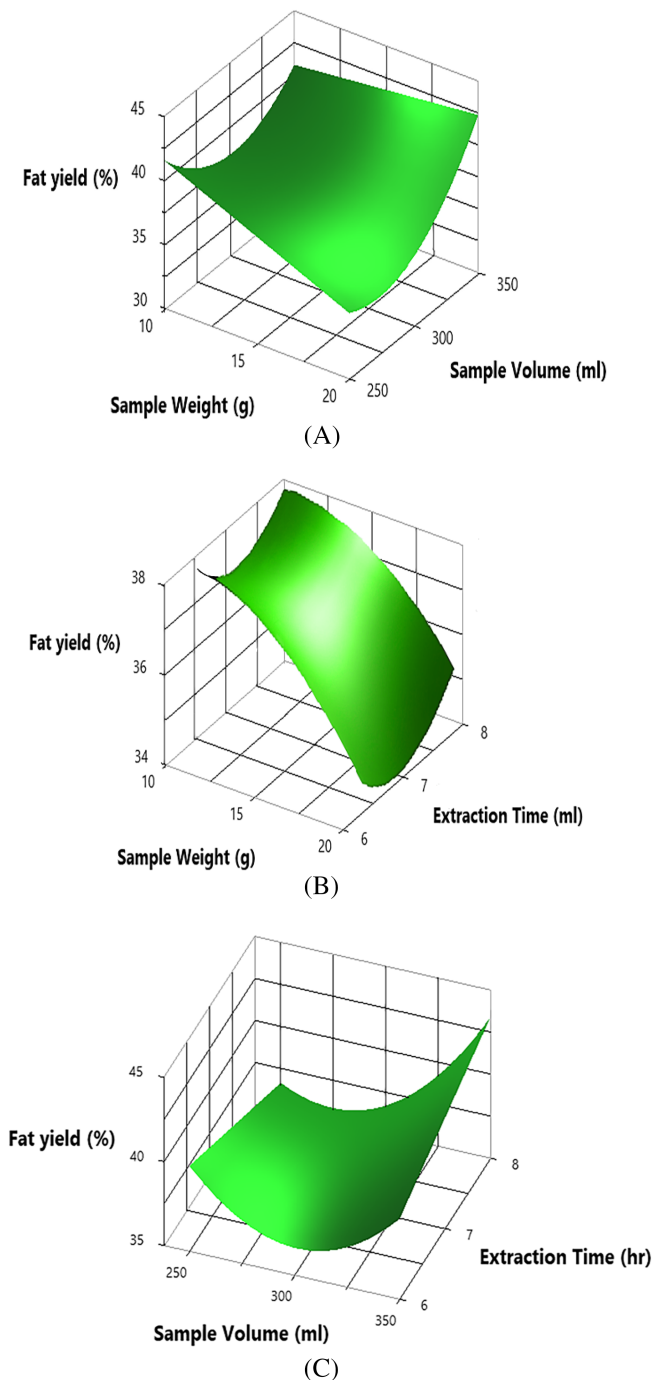 45
Fat yield (%)
40
35
30
10
15
20
Sample Weight (g)
250
300
350
Sample Volume (ml)
(A)
38
Fat yield (%)
36
34
10
15
20
Sample Weight (g)
6
7
8
Extraction Time (ml)
(B)
45
Fat yield (%)
40
35
250
300
350
Sample Volume (ml)
6
7
8
Extraction Time (hr)
(C)